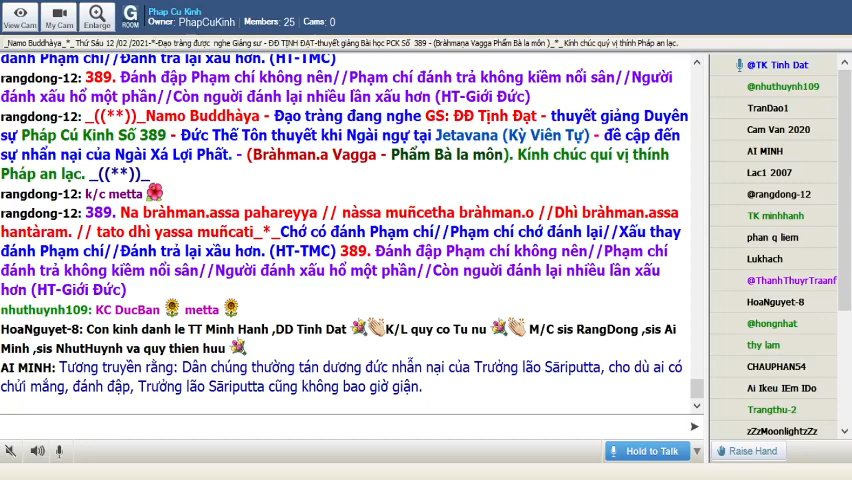 Phap Cu Kinh
Owner: PhapCuKinh Members: 25 Cams: 0
View Cam
My Cam
Enlarge
G ROOM
_Namo Buddhàya_*_ Thứ Sáu 12 /02 /2021-*-Đạo tràng được nghe Giảng sư - ĐĐ TỊNH ĐẠT-thuyết giảng Bài học PCK Số 389 - (Bràhmaṇa Vagga Phẩm Bà la môn )_*_ Kính chúc quý vị thính Pháp an lạc.
đánh Phạm chí//Đánh trả lại xấu hơn. (HT-TMC)
rangdong-12: 389. Đánh đập Phạm chí không nên//Phạm chí đánh trả không kiềm nổi sân//Người
đánh xấu hổ một phần//Còn nguời đánh lại nhiều lần xấu hơn (HT-Giới Đức)
rangdong-12: _((**))_Namo Buddhàya - Đạo tràng đang nghe GS: ĐĐ Tịnh Đạt - thuyết giảng Duyên
sự Pháp Cú Kinh Số 389 - Đức Thế Tôn thuyết khi Ngài ngự tại Jetavana (Kỳ Viên Tự) - đề cập đến
sự nhẫn nại của Ngài Xá Lợi Phất. - (Bràhman.a Vagga - Phẩm Bà la môn). Kính chúc quí vị thính
Pháp an lạc. _((**))_
rangdong-12: k/c metta
rangdong-12: 389. Na bràhman.assa pahareyya // nàssa muñcetha bràhman.o //Dhì bràhman.assa
hantàram. // tato dhì yassa muñcati_*_Chớ có đánh Phạm chí//Phạm chí chớ đánh lại//Xấu thay
đánh Phạm chí//Đánh trả lại xầu hơn. (HT-TMC) 389. Đánh đập Phạm chí không nên//Phạm chí
đánh trả không kiềm nổi sân//Người đánh xấu hổ một phần//Còn nguời đánh lại nhiều lần xấu
hơn (HT-Giới Đức)
nhuthuynh109: KC DucBan metta
HoaNguyet-8: Con kinh danh le TT Minh Hanh ,DD Tinh Dat K/L quy co Tu nu M/C sis RangDong ,sis Ai
Minh ,sis NhutHuynh va quy thien huu
AI MINH: Tương truyền rằng: Dân chúng thường tán dương đức nhẫn nại của Trưởng lão Sāriputta, cho dù ai có
chửi mắng, đánh đập, Trưởng lão Sāriputta cũng không bao giờ giận.
@TK Tinh Dat
@nhuthuynh109
TranDao1
Cam Van 2020
AI MINH
Lac1 2007
@rangdong-12
TK minhhanh
phan q liem
Lukhach
@ThanhThuyrTraanf
HoaNguyet-8
@hongnhat
thy lam
CHAUPHAN54
Ai Ikeu IEm IDo
Trangthu-2
zZzMoonlightzZz
Hold to Talk
Raise Hand